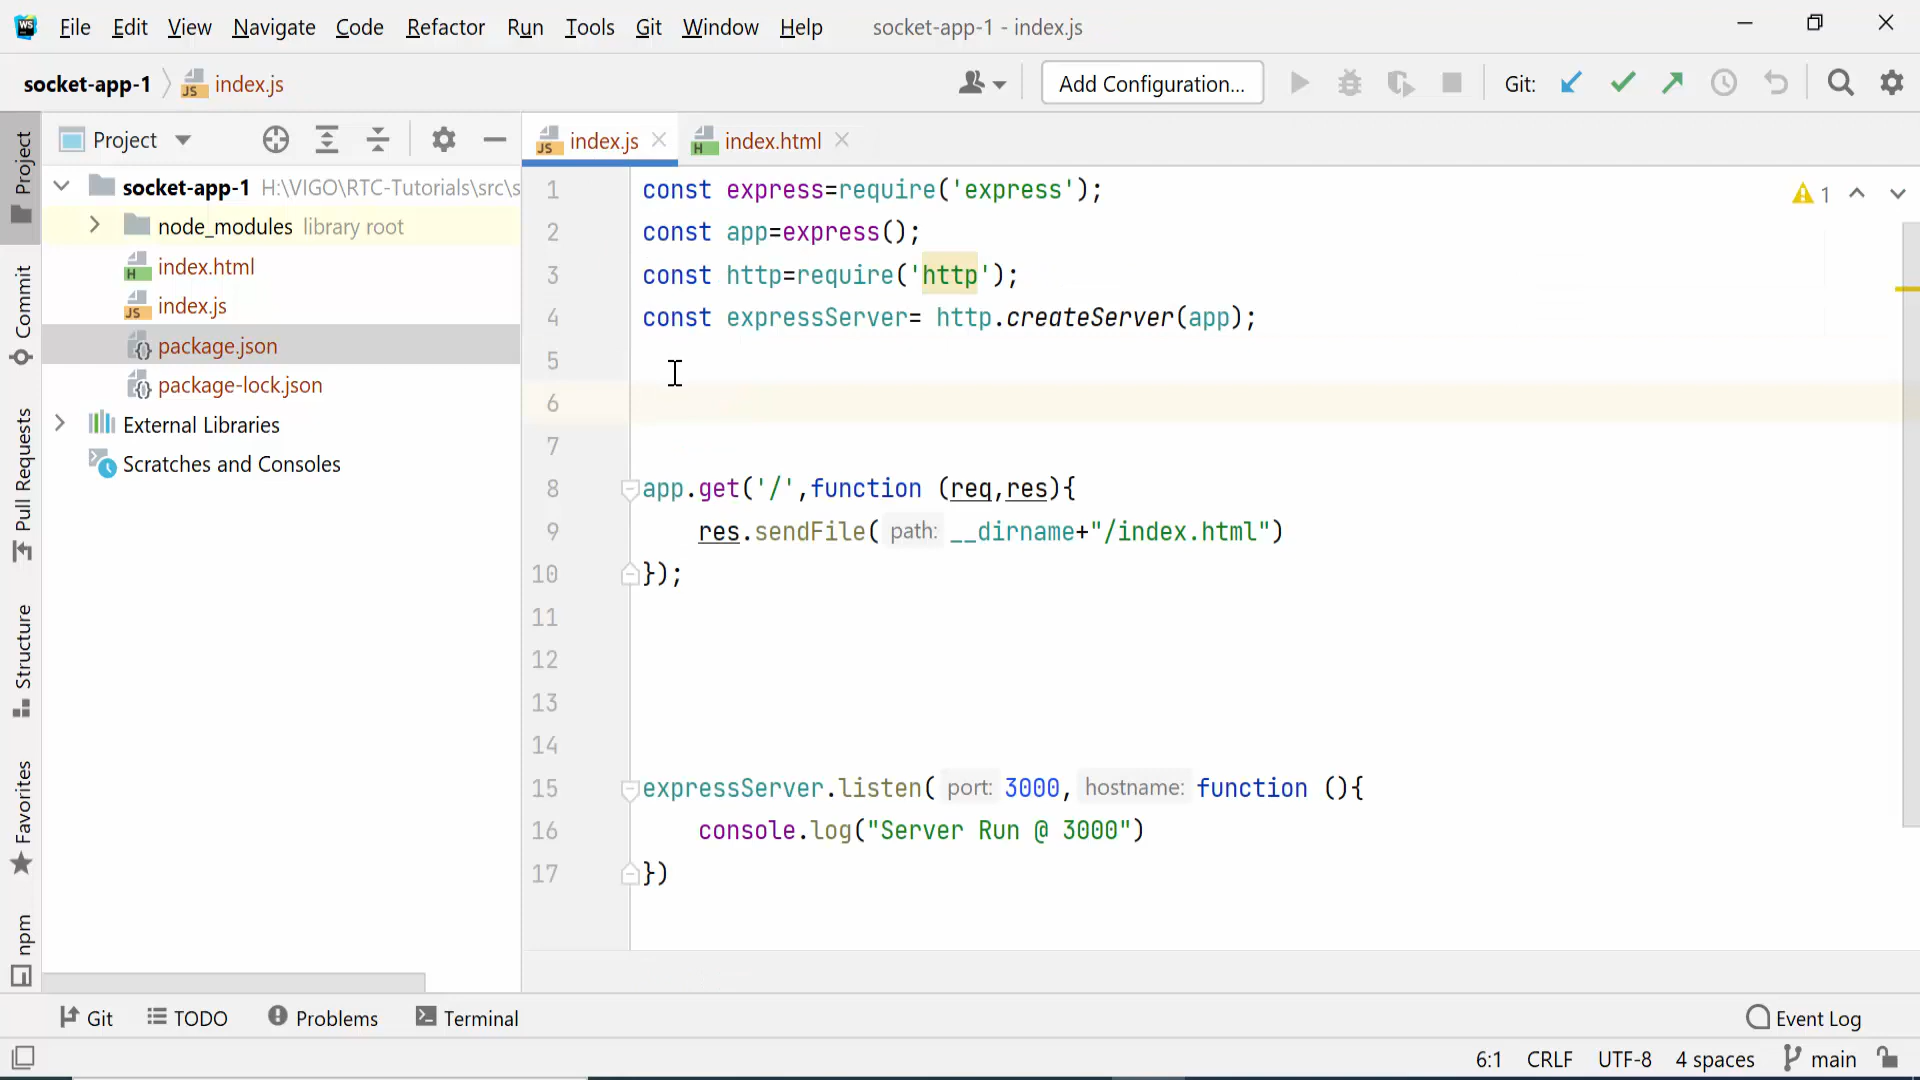 WS File Edit View Navigate Code Refactor Run Tools Git Window Help socket-app-1 - index.js
socket-app-1 JS index.js Add Configuration... Git:
Project index.js index.html
socket-app-1 H:\VIGO\RTC-Tutorials\src\s
node_modules library root
index.html
index.js
package.json
package-lock.json
External Libraries
Scratches and Consoles
Project
Commit
Pull Requests
Structure
Favorites
npm
1 const express=require('express');
2 const app=express();
3 const http=require('http');
4 const expressServer= http.createServer(app);
5
6
7
8 app.get('/',function (req,res){
9 res.sendFile( path: __dirname+"/index.html")
10 });
11
12
13
14
15 expressServer.listen( port: 3000, hostname: function (){
16 console.log("Server Run @ 3000")
17 })
1
Git TODO Problems Terminal Event Log
6:1 CRLF UTF-8 4 spaces main